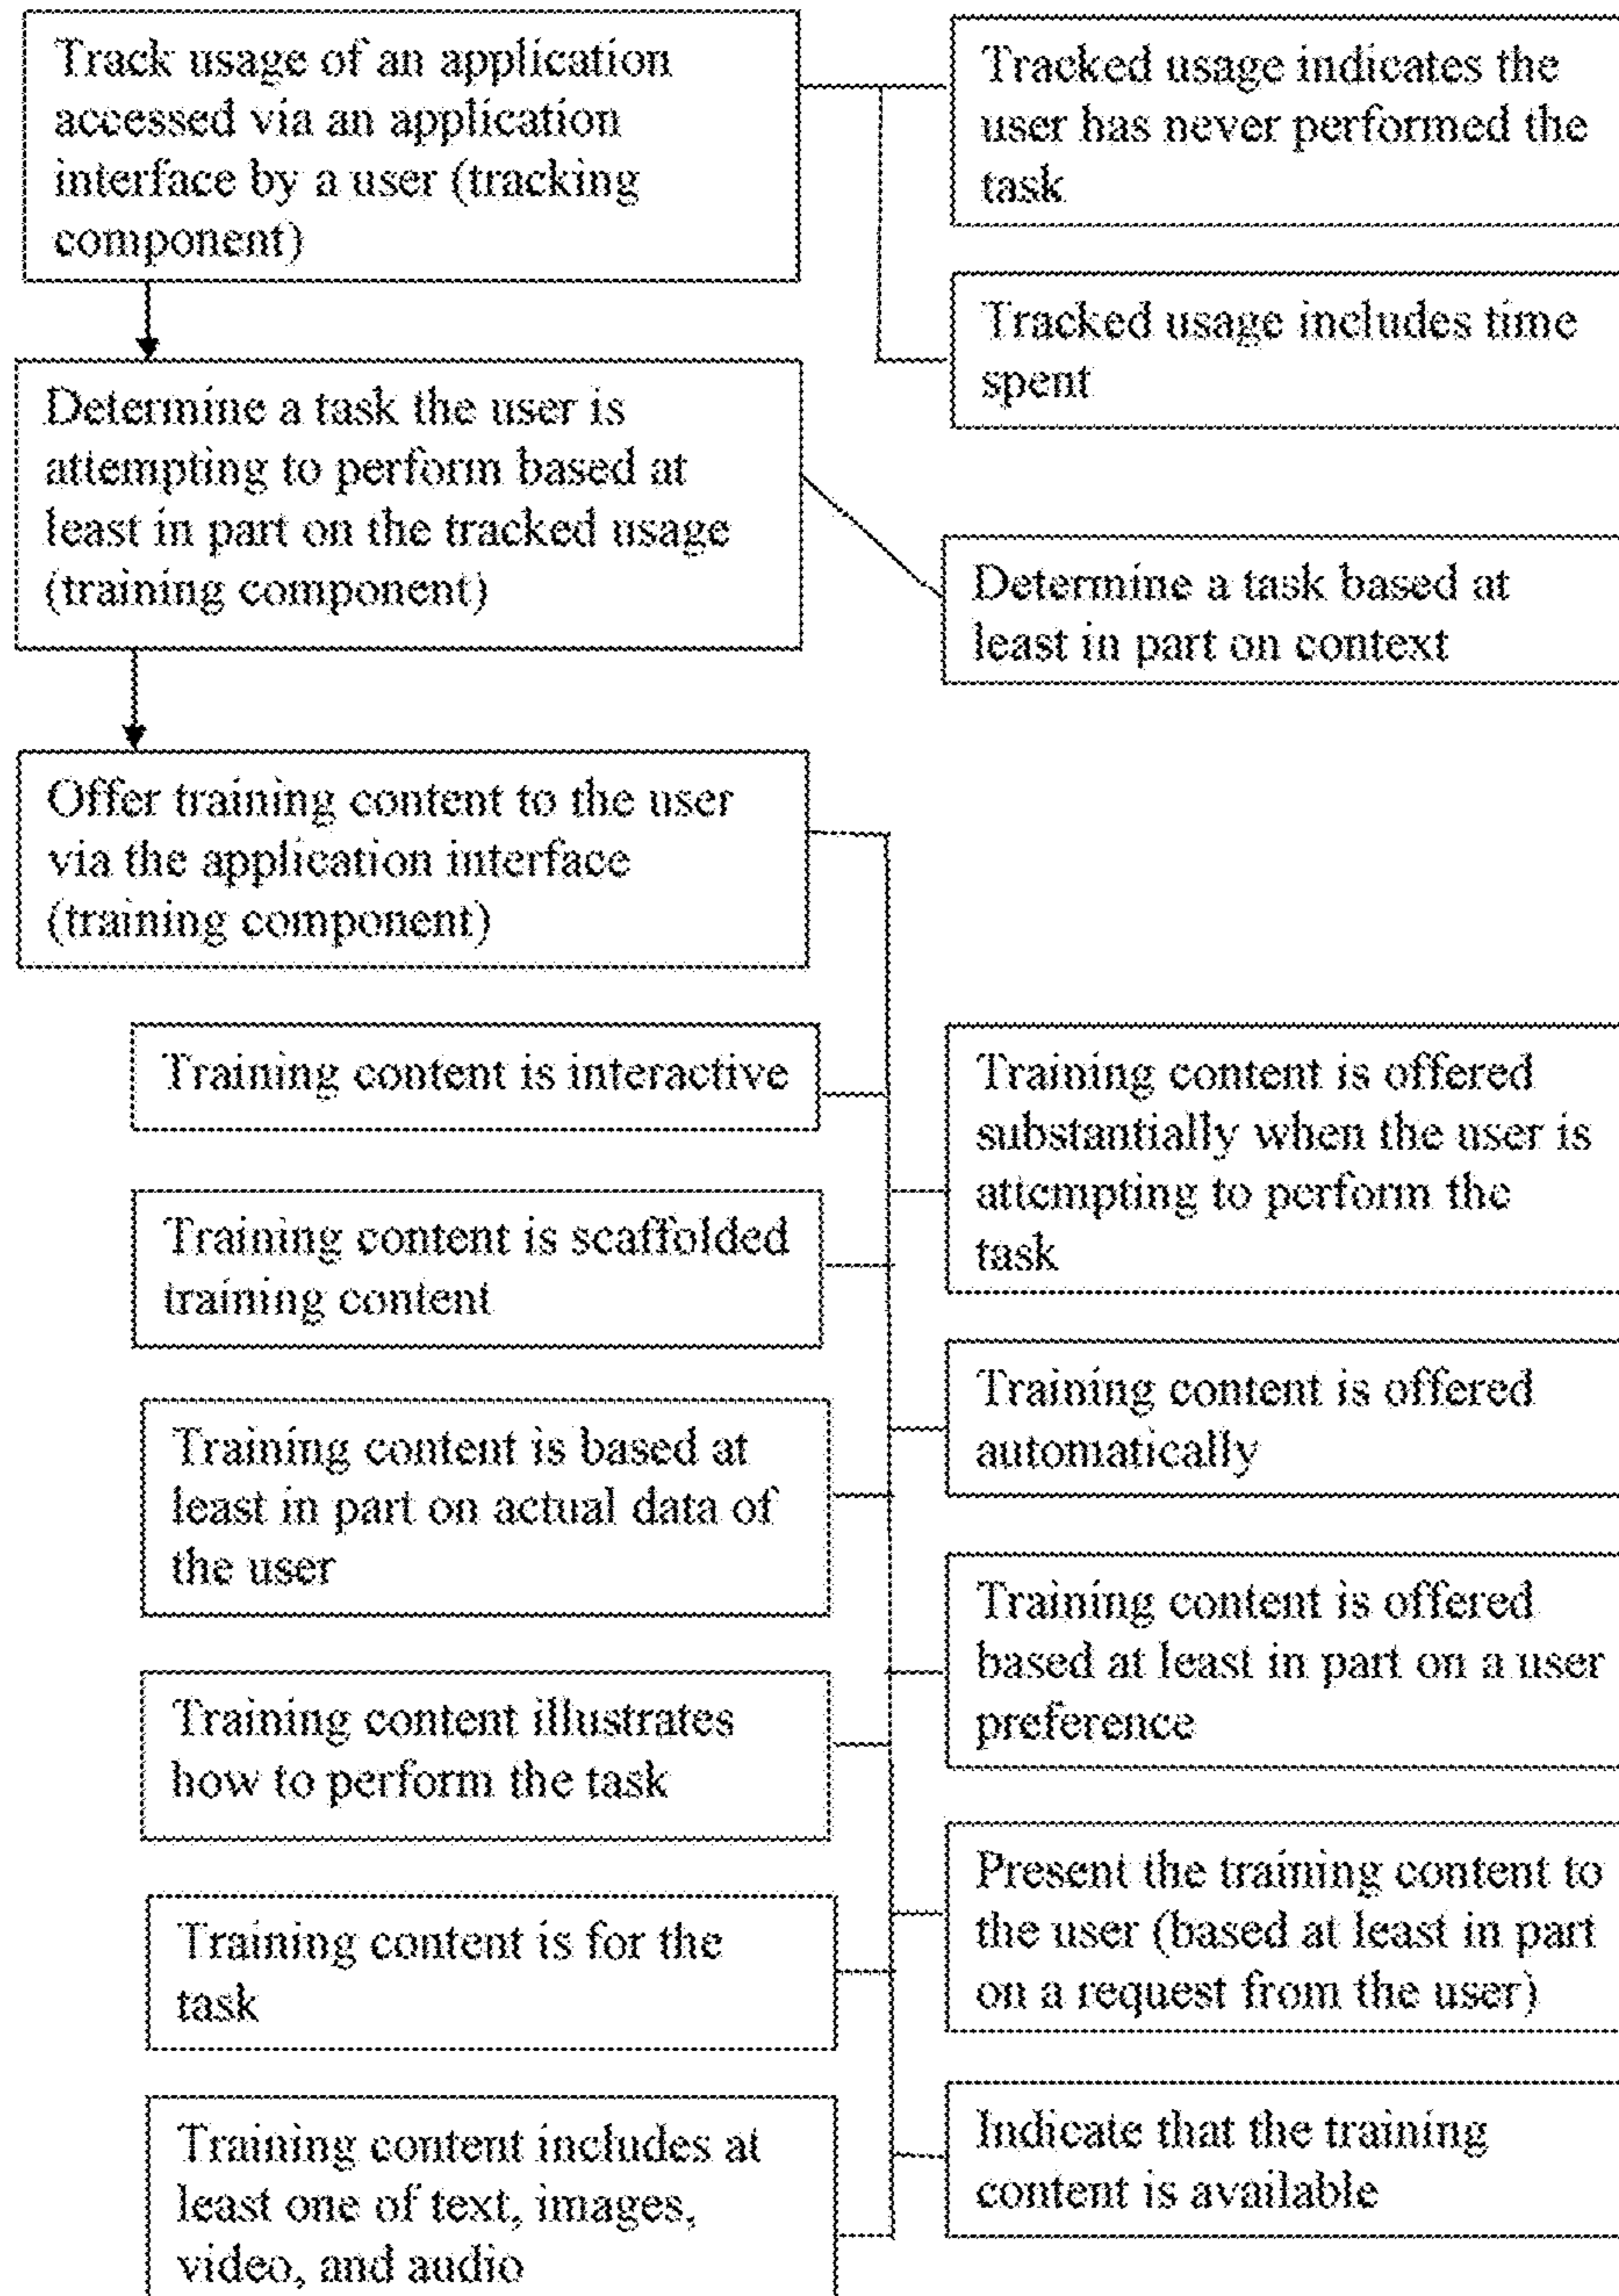 Track usage of an application
accessed via an application
interface by a user (tracking
component)
Tracked usage indicates the
user has never performed the
task
Tracked usage includes time
spent
Determine a task the user is
attempting to perform based at
least in part on the tracked usage
(training component)
Determine a task based at
least in part on context
Offer training content to the user
via the application interface
(training component)
Training content is interactive
Training content is scaffolded
training content
Training content is based at
least in part on actual data of
the user
Training content illustrates
how to perform the task
Training content is for the
task
Training content includes at
least one of text, images,
video, and audio
Training content is offered
substantially when the user is
attempting to perform the
task
Training content is offered
automatically
Training content is offered
based at least in part on a user
preference
Present the training content to
the user (based at least in part
on a request from the user)
Indicate that the training
content is available